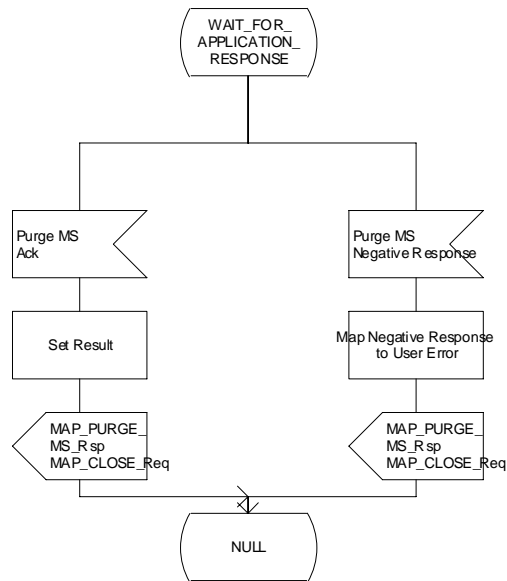 WAIT_FOR_
APPLICATION_
RESPONSE
Purge MS
Ack
Purge MS
Negative Response
Set Result
Map Negative Response
to User Error
MAP_PURGE_
MS_Rsp
MAP_CLOSE_Req
MAP_PURGE_
MS_Rsp
MAP_CLOSE_Req
NULL